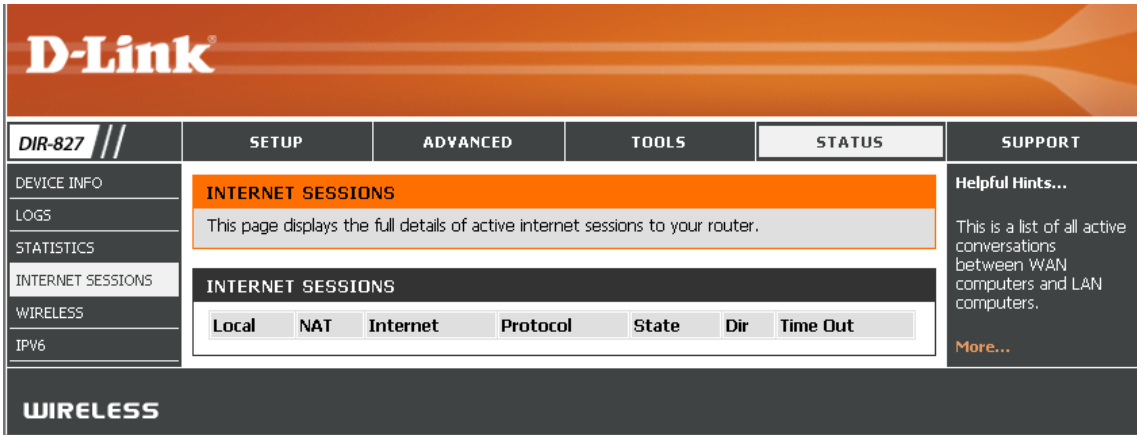 D-Link®
DIR-827
SETUP
ADVANCED
TOOLS
STATUS
SUPPORT
DEVICE INFO
LOGS
STATISTICS
INTERNET SESSIONS
WIRELESS
IPV6
INTERNET SESSIONS
This page displays the full details of active internet sessions to your router.
INTERNET SESSIONS
Local NAT Internet Protocol State Dir Time Out
Helpful Hints...
This is a list of all active
conversations
between WAN
computers and LAN
computers.
More...
WIRELESS